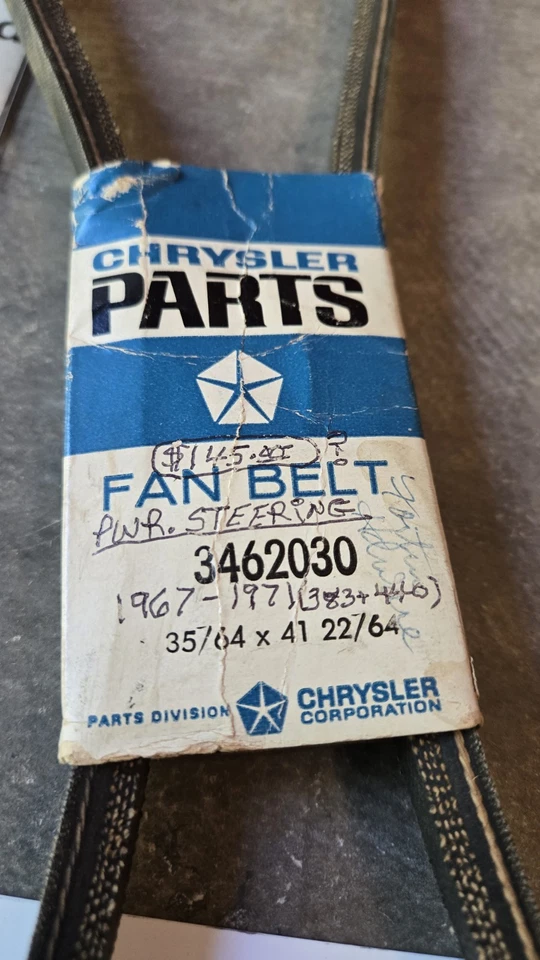 CHRYSLER
PARTS
$145.
FAN BELT
PWR. STEERING
3462030
1967-1971 (383+440)
35/64 x 41 22/64
PARTS DIVISION CHRYSLER
CORPORATION